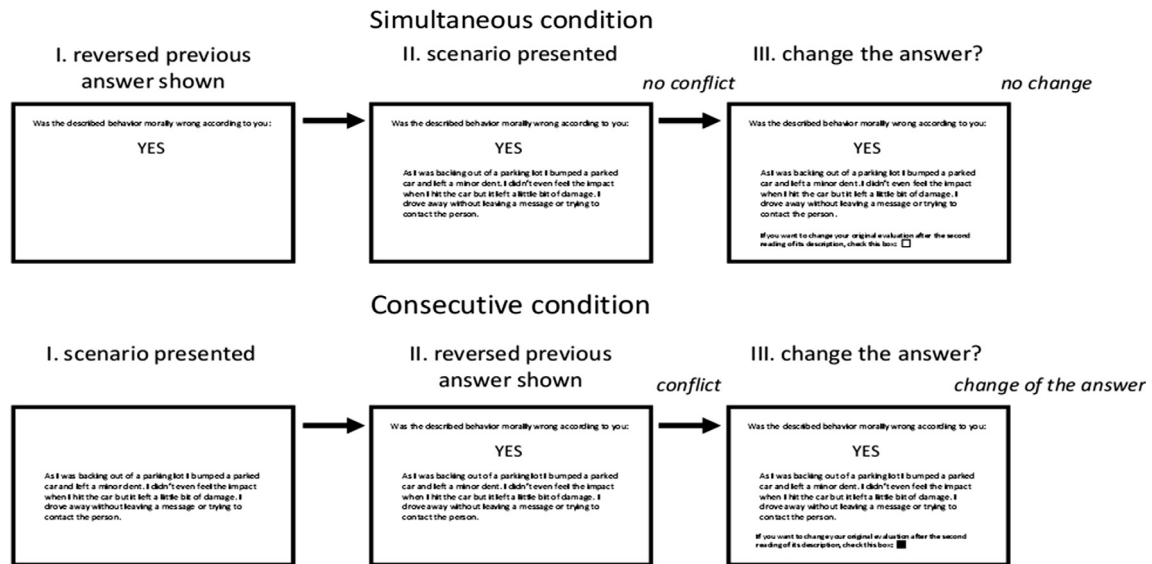 Simultaneous condition
I. reversed previous
answer shown
II. scenario presented
III. change the answer?
no conflict
no change
Was the described behavior morally wrong according to you:
YES
Was the described behavior morally wrong according to you:
YES
As I was backing out of a parking lot I bumped a parked
car and left a minor dent. I didn't even feel the impact
when I hit the car but it left a little bit of damage. I
drove away without leaving a message or trying to
contact the person.
Was the described behavior morally wrong according to you:
YES
As I was backing out of a parking lot I bumped a parked
car and left a minor dent. I didn't even feel the impact
when I hit the car but it left a little bit of damage. I
drove away without leaving a message or trying to
contact the person.
If you want to change your original evaluation after the second
reading of its description, check this box:
Consecutive condition
I. scenario presented
II. reversed previous
answer shown
III. change the answer?
conflict
change of the answer
As I was backing out of a parking lot I bumped a parked
car and left a minor dent. I didn't even feel the impact
when I hit the car but it left a little bit of damage. I
drove away without leaving a message or trying to
contact the person.
Was the described behavior morally wrong according to you:
YES
As I was backing out of a parking lot I bumped a parked
car and left a minor dent. I didn't even feel the impact
when I hit the car but it left a little bit of damage. I
drove away without leaving a message or trying to
contact the person.
Was the described behavior morally wrong according to you:
YES
As I was backing out of a parking lot I bumped a parked
car and left a minor dent. I didn't even feel the impact
when I hit the car but it left a little bit of damage. I
drove away without leaving a message or trying to
contact the person.
If you want to change your original evaluation after the second
reading of its description, check this box: